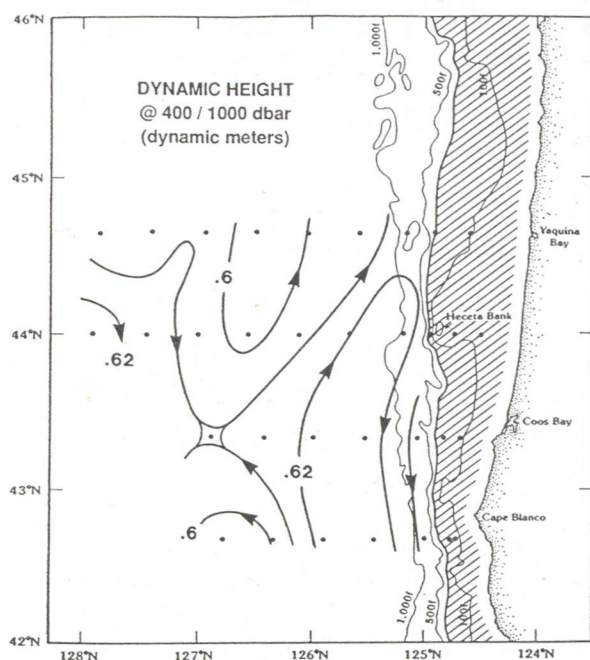 46°N
1,000f
500f
100f
DYNAMIC HEIGHT
@ 400 / 1000 dbar
(dynamic meters)
45°N
Yaquina
Bay
.6
Heceta Bank
44°N
.62
Coos Bay
.62
43°N
Cape Blanco
.6
1,000f
500f
100f
42°N
128°N
127°N
126°N
125°N
124°N